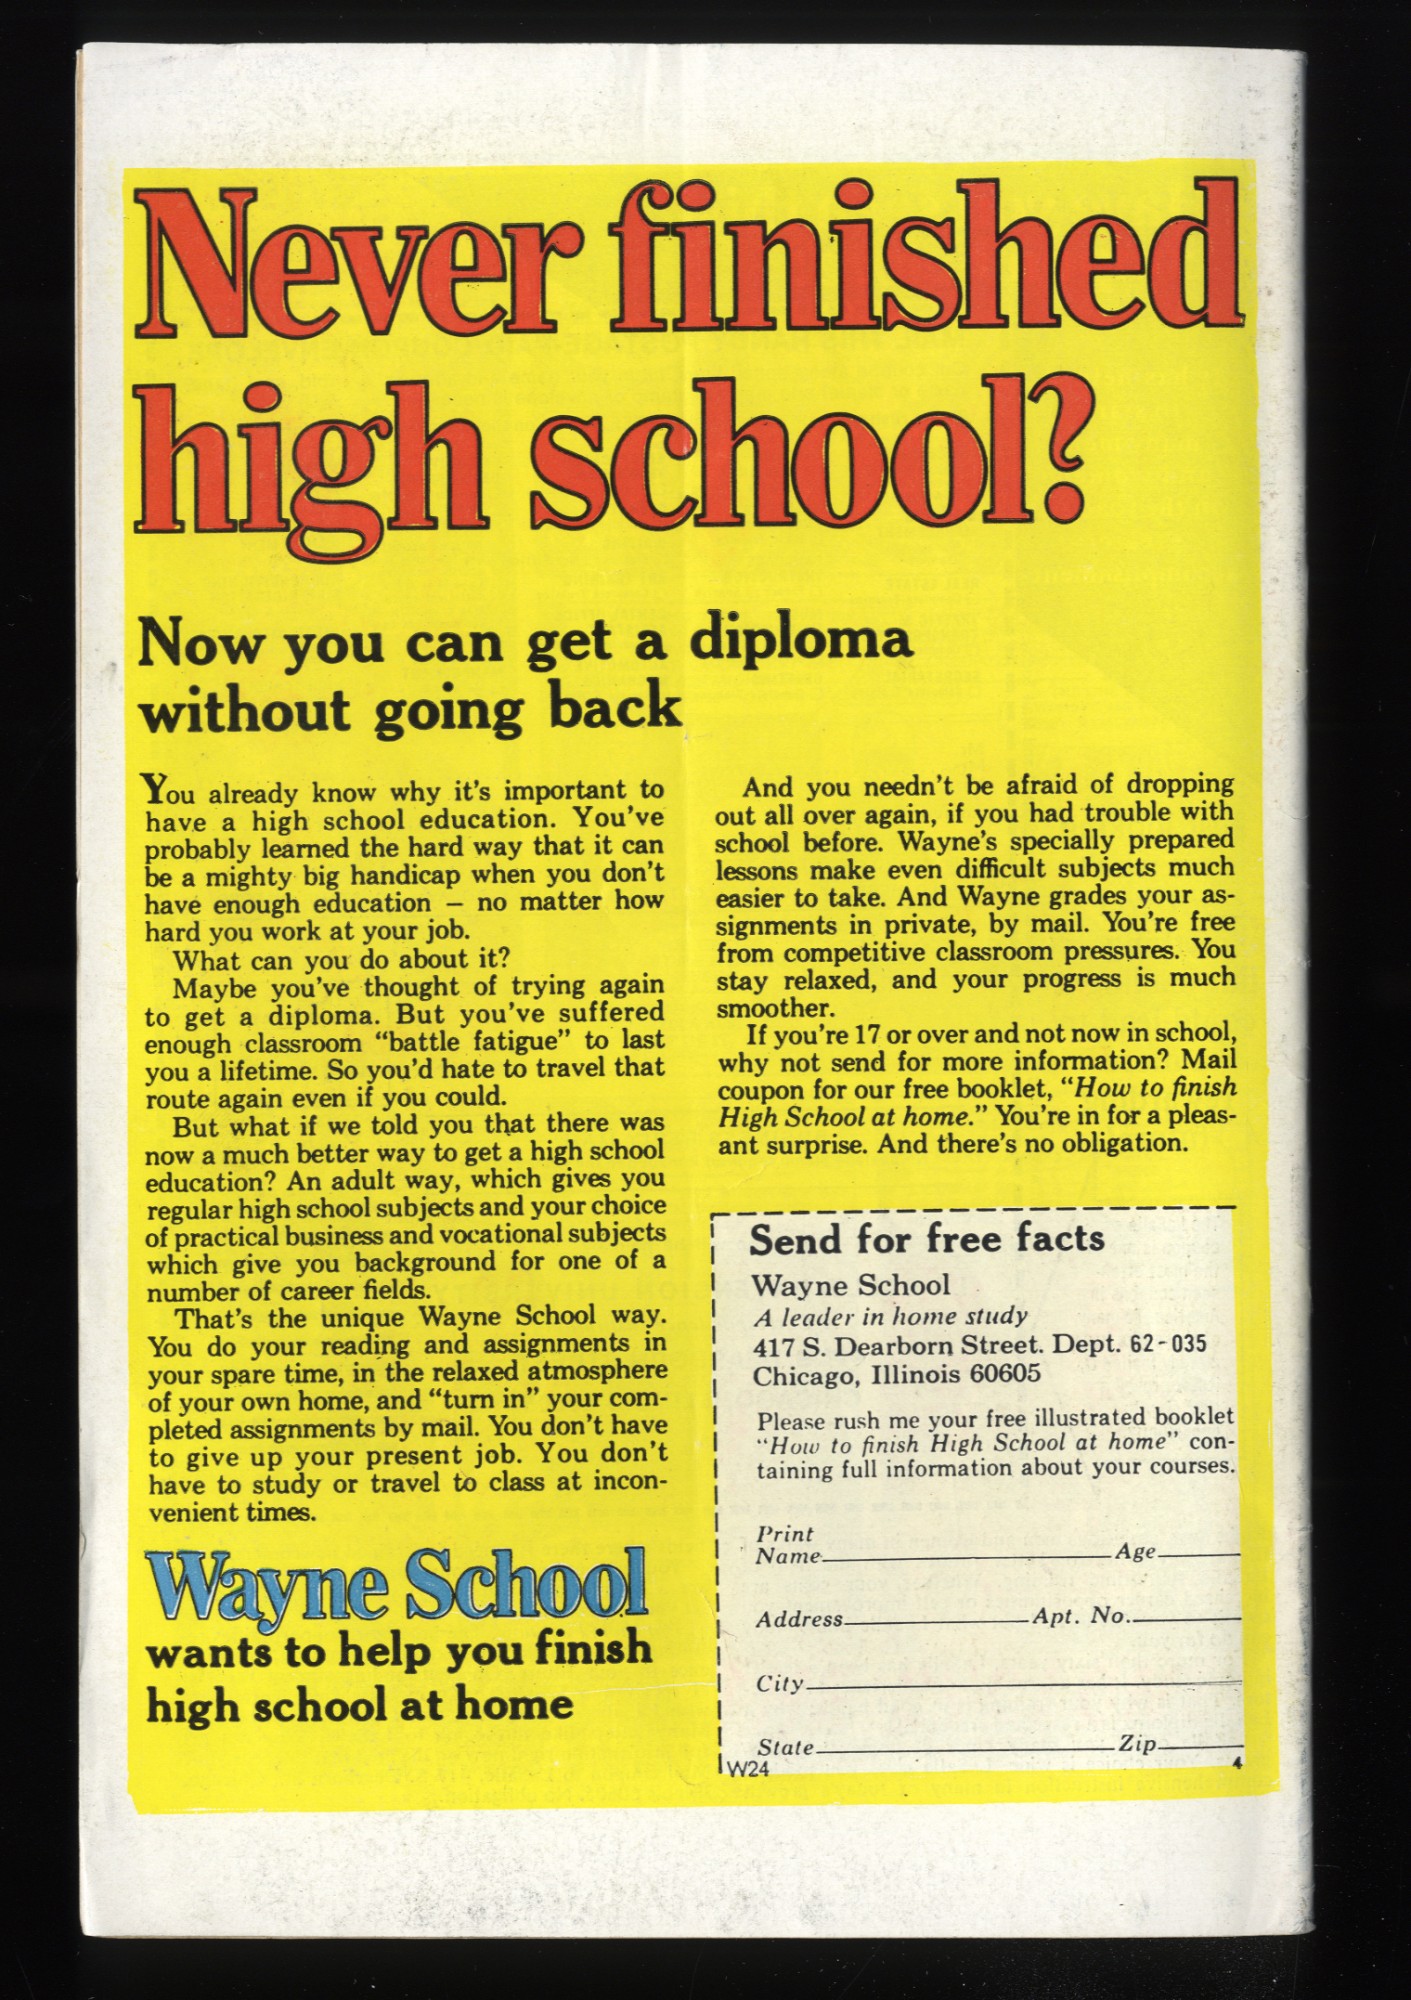 Never finished
high school?
Now you can get a diploma
without going back
You already know why it's important to
have a high school education. You've
probably learned the hard way that it can
be a mighty big handicap when you don't
have enough education – no matter how
hard you work at your job.
What can you do about it?
Maybe you've thought of trying again
to get a diploma. But you've suffered
enough classroom “battle fatigue” to last
you a lifetime. So you'd hate to travel that
route again even if you could.
But what if we told you that there was
now a much better way to get a high school
education? An adult way, which gives you
regular high school subjects and your choice
of practical business and vocational subjects
which give you background for one of a
number of career fields.
That's the unique Wayne School way.
You do your reading and assignments in
your spare time, in the relaxed atmosphere
of your own home, and “turn in” your com-
pleted assignments by mail. You don't have
to give up your present job. You don't
have to study or travel to class at incon-
venient times.
Wayne School
wants to help you finish
high school at home
And you needn't be afraid of dropping
out all over again, if you had trouble with
school before. Wayne's specially prepared
lessons make even difficult subjects much
easier to take. And Wayne grades your as-
signments in private, by mail. You're free
from competitive classroom pressures. You
stay relaxed, and your progress is much
smoother.
If you're 17 or over and not now in school,
why not send for more information? Mail
coupon for our free booklet, “How to finish
High School at home.” You're in for a pleas-
ant surprise. And there's no obligation.
Send for free facts
Wayne School
A leader in home study
417 S. Dearborn Street. Dept. 62-035
Chicago, Illinois 60605
Please rush me your free illustrated booklet
“How to finish High School at home” con-
taining full information about your courses.
Print
Name Age
Address Apt. No.
City
State Zip
W24 4